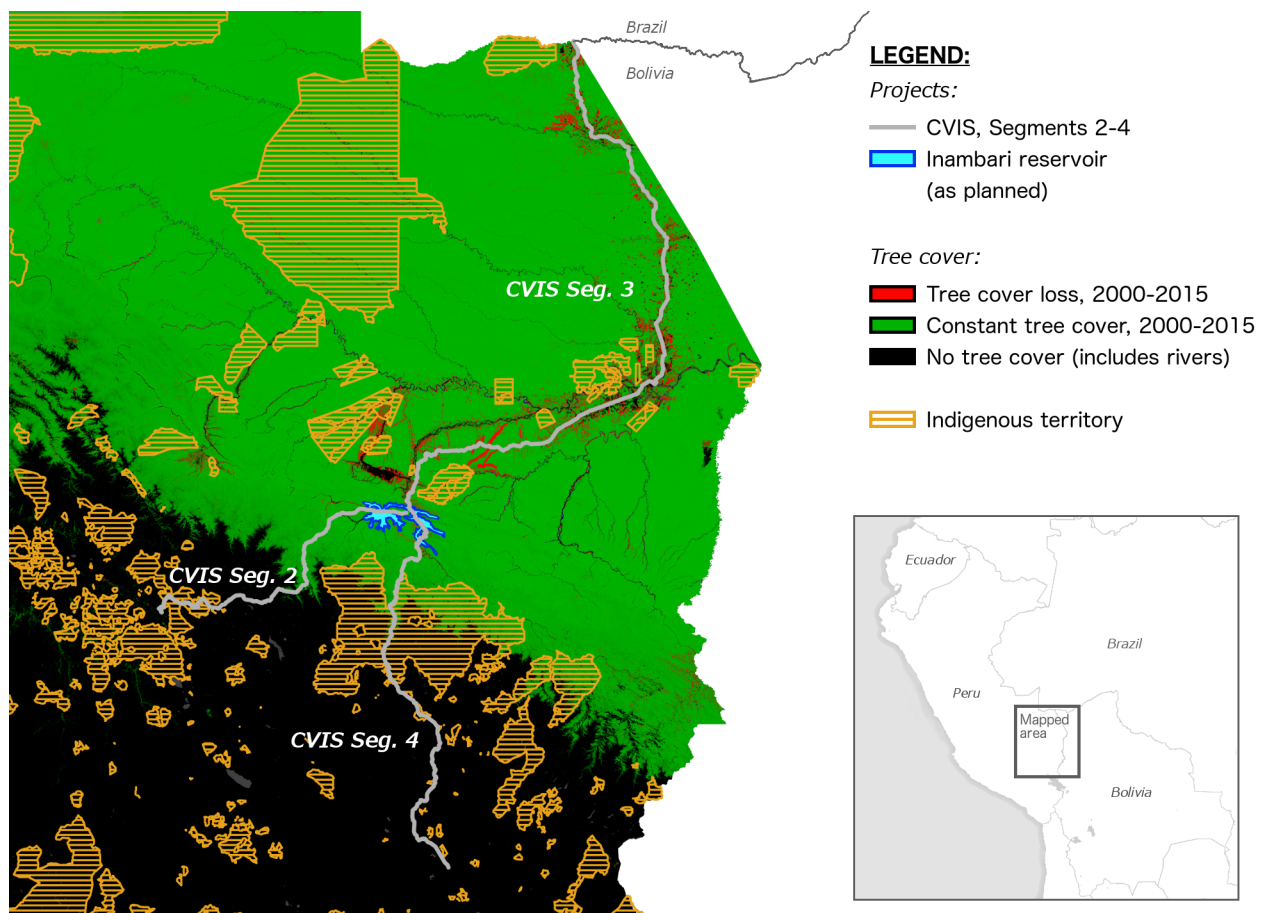 Brazil
Bolivia
CVIS Seg. 3
CVIS Seg. 2
CVIS Seg. 4
LEGEND:
Projects:
CVIS, Segments 2-4
Inambari reservoir
(as planned)
Tree cover:
Tree cover loss, 2000-2015
Constant tree cover, 2000-2015
No tree cover (includes rivers)
Indigenous territory
Ecuador
Brazil
Peru
Mapped
area
Bolivia